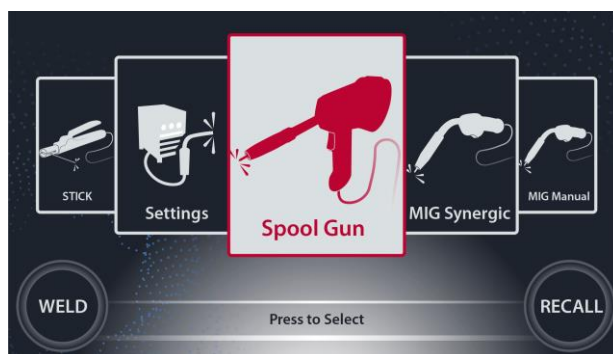 STICK
Settings
Spool Gun
MIG Synergic
MIG Manual
WELD
Press to Select
RECALL